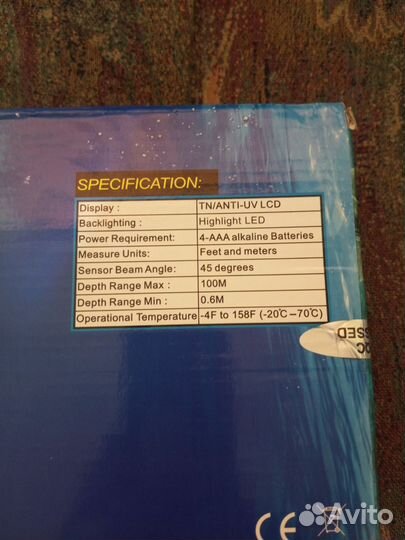 SPECIFICATION:
Display : TN/ANTI-UV LCD
Backlighting : Highlight LED
Power Requirement: 4-AAA alkaline Batteries
Measure Units: Feet and meters
Sensor Beam Angle: 45 degrees
Depth Range Max : 100M
Depth Range Min : 0.6M
Operational Temperature -4F to 158F (-20℃—70℃)
OC
SSED
CE
Avito